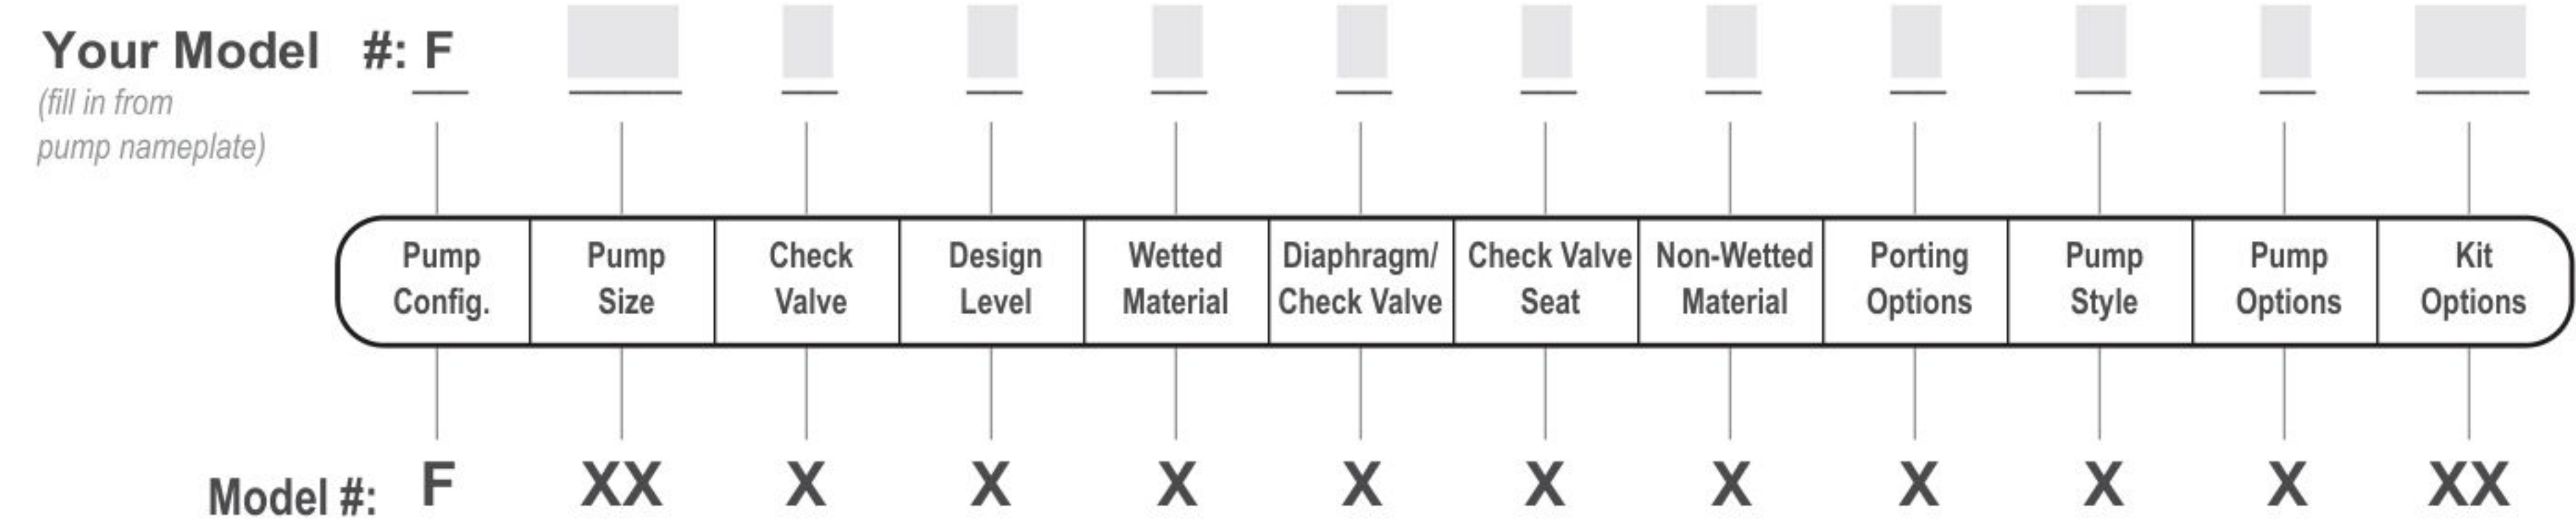 Your Model #: F
(fill in from
pump nameplate)
Pump Config.
Pump Size
Check Valve
Design Level
Wetted Material
Diaphragm/ Check Valve
Check Valve Seat
Non-Wetted Material
Porting Options
Pump Style
Pump Options
Kit Options
Model #: F XX X X X X X X X X X XX